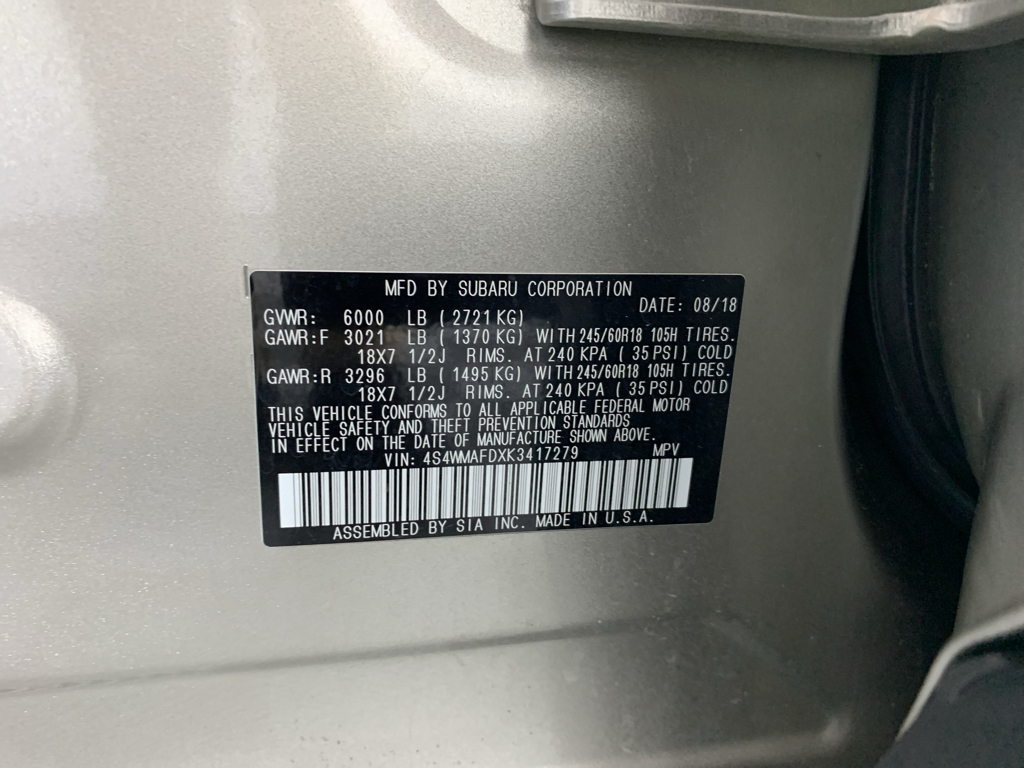 MFD BY SUBARU CORPORATION
DATE: 08/18
GVWR: 6000 LB ( 2721 KG)
GAWR:F 3021 LB ( 1370 KG) WITH 245/60R18 105H TIRES.
18X7 1/2J RIMS. AT 240 KPA ( 35 PSI) COLD
GAWR:R 3296 LB ( 1495 KG) WITH 245/60R18 105H TIRES.
18X7 1/2J RIMS. AT 240 KPA ( 35 PSI) COLD
THIS VEHICLE CONFORMS TO ALL APPLICABLE FEDERAL MOTOR
VEHICLE SAFETY AND THEFT PREVENTION STANDARDS
IN EFFECT ON THE DATE OF MANUFACTURE SHOWN ABOVE.
VIN: 4S4WMAFDXK3417279 MPV
ASSEMBLED BY SIA INC. MADE IN U.S.A.